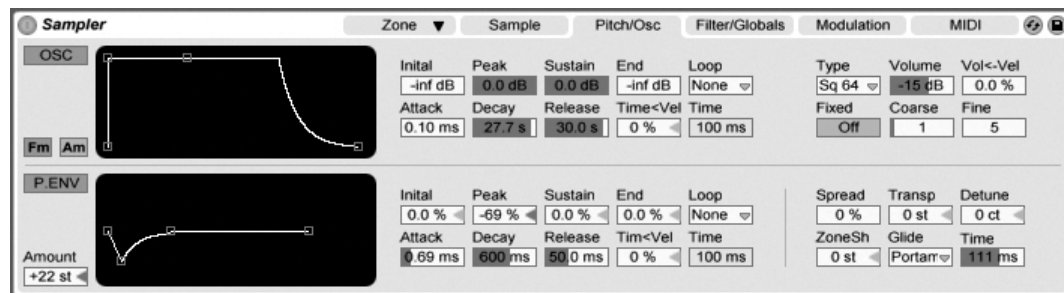 Sampler Zone ▼ Sample Pitch/Osc Filter/Globals Modulation MIDI
OSC
Inital Peak Sustain End Loop Type Volume Vol<-Vel
-inf dB 0.0 dB 0.0 dB -inf dB None Sq 64 -15 dB 0.0 %
Attack Decay Release Time<Vel Time Fixed Coarse Fine
0.10 ms 27.7 s 30.0 s 0 % 100 ms Off 1 5
Fm Am
P.ENV
Inital Peak Sustain End Loop Spread Transp Detune
0.0 % -69 % 0.0 % 0.0 % None 0 % 0 st 0 ct
Attack Decay Release Tim<Vel Time ZoneSh Glide Time
0.69 ms 600 ms 50.0 ms 0 % 100 ms 0 st Portam 111 ms
Amount
+22 st